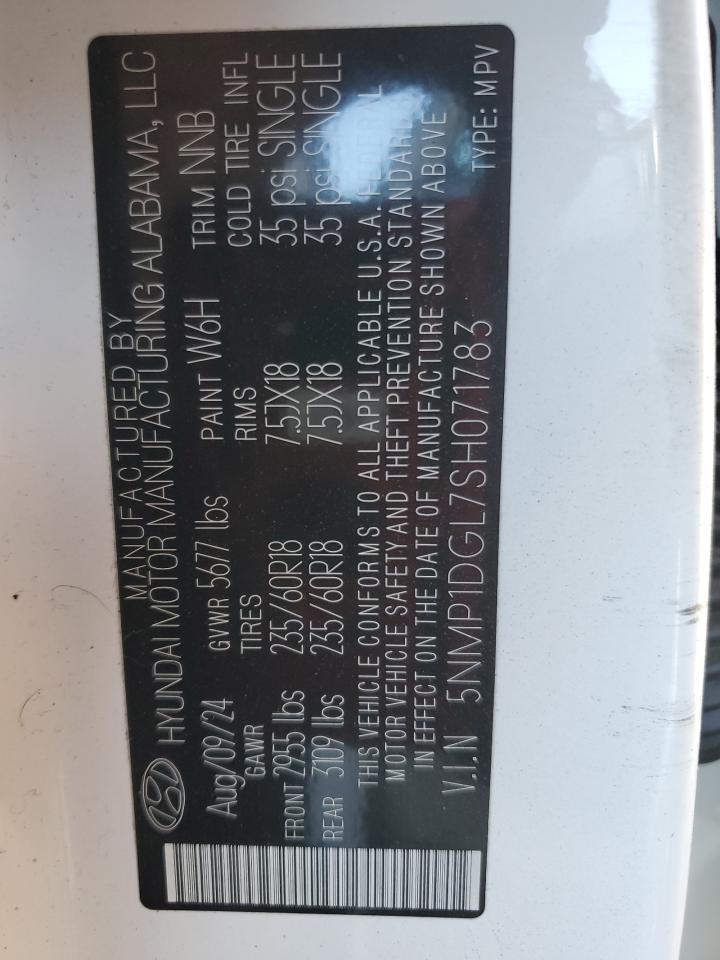 MANUFACTURED BY
HYUNDAI MOTOR MANUFACTURING ALABAMA, LLC
Aug/09/24 GVWR 5677 lbs PAINT W6H TRIM NNB
GAWR TIRES RIMS COLD TIRE INFL
FRONT 2955 lbs 235/60R18 7.5JX18 35 psi SINGLE
REAR 3109 lbs 235/60R18 7.5JX18 35 psi SINGLE
THIS VEHICLE CONFORMS TO ALL APPLICABLE U.S.A. FEDERAL
MOTOR VEHICLE SAFETY AND THEFT PREVENTION STANDARDS
IN EFFECT ON THE DATE OF MANUFACTURE SHOWN ABOVE
V.I.N 5NMP1DGL7SH071783 TYPE: MPV